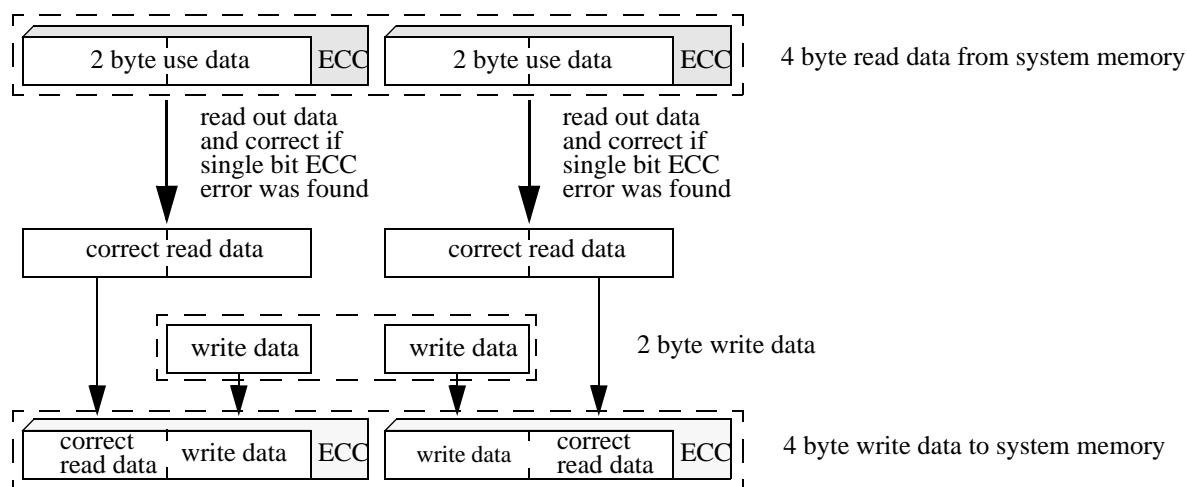 2 byte use data
ECC
2 byte use data
ECC
4 byte read data from system memory
read out data
and correct if
single bit ECC
error was found
read out data
and correct if
single bit ECC
error was found
correct read data
correct read data
write data
write data
2 byte write data
correct
read data
write data
ECC
write data
correct
read data
ECC
4 byte write data to system memory